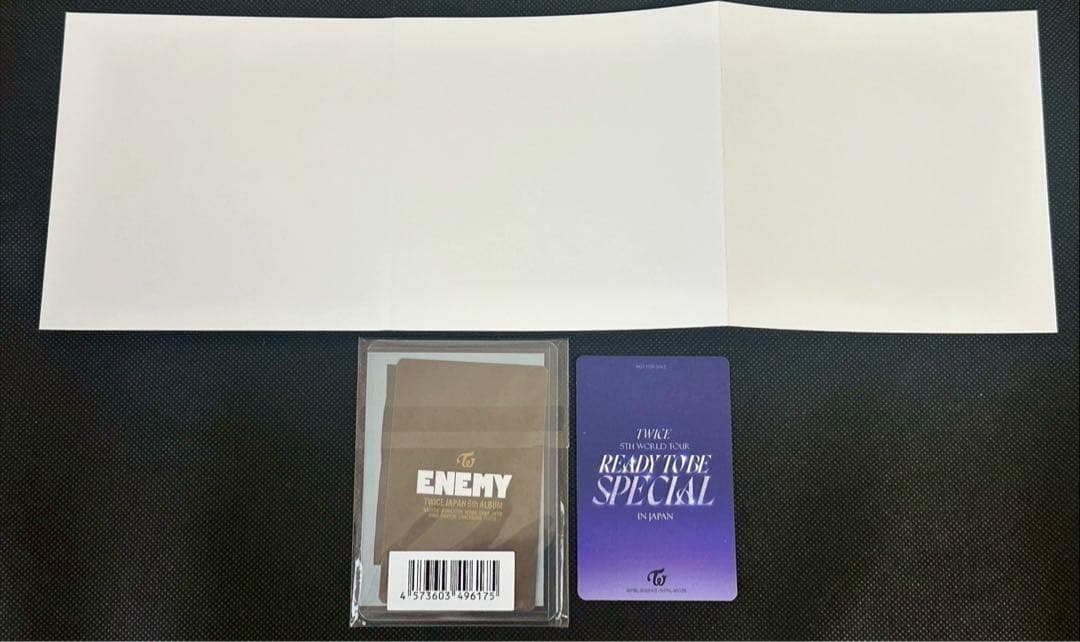 ENEMY
TWICE JAPAN 6th ALBUM
4 573603 496175
NOT FOR SALE
TWICE
5TH WORLD TOUR
READY TO BE
SPECIAL
IN JAPAN